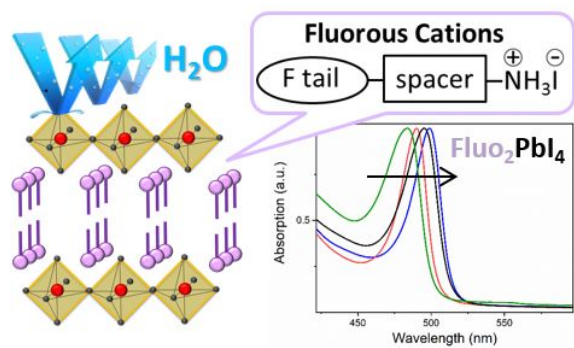 H₂O
Fluorous Cations
F tail
spacer
⊕ ⊖
NH₃I
Fluo₂PbI₄
Absorption (a.u.)
0.5
450 500 550
Wavelength (nm)